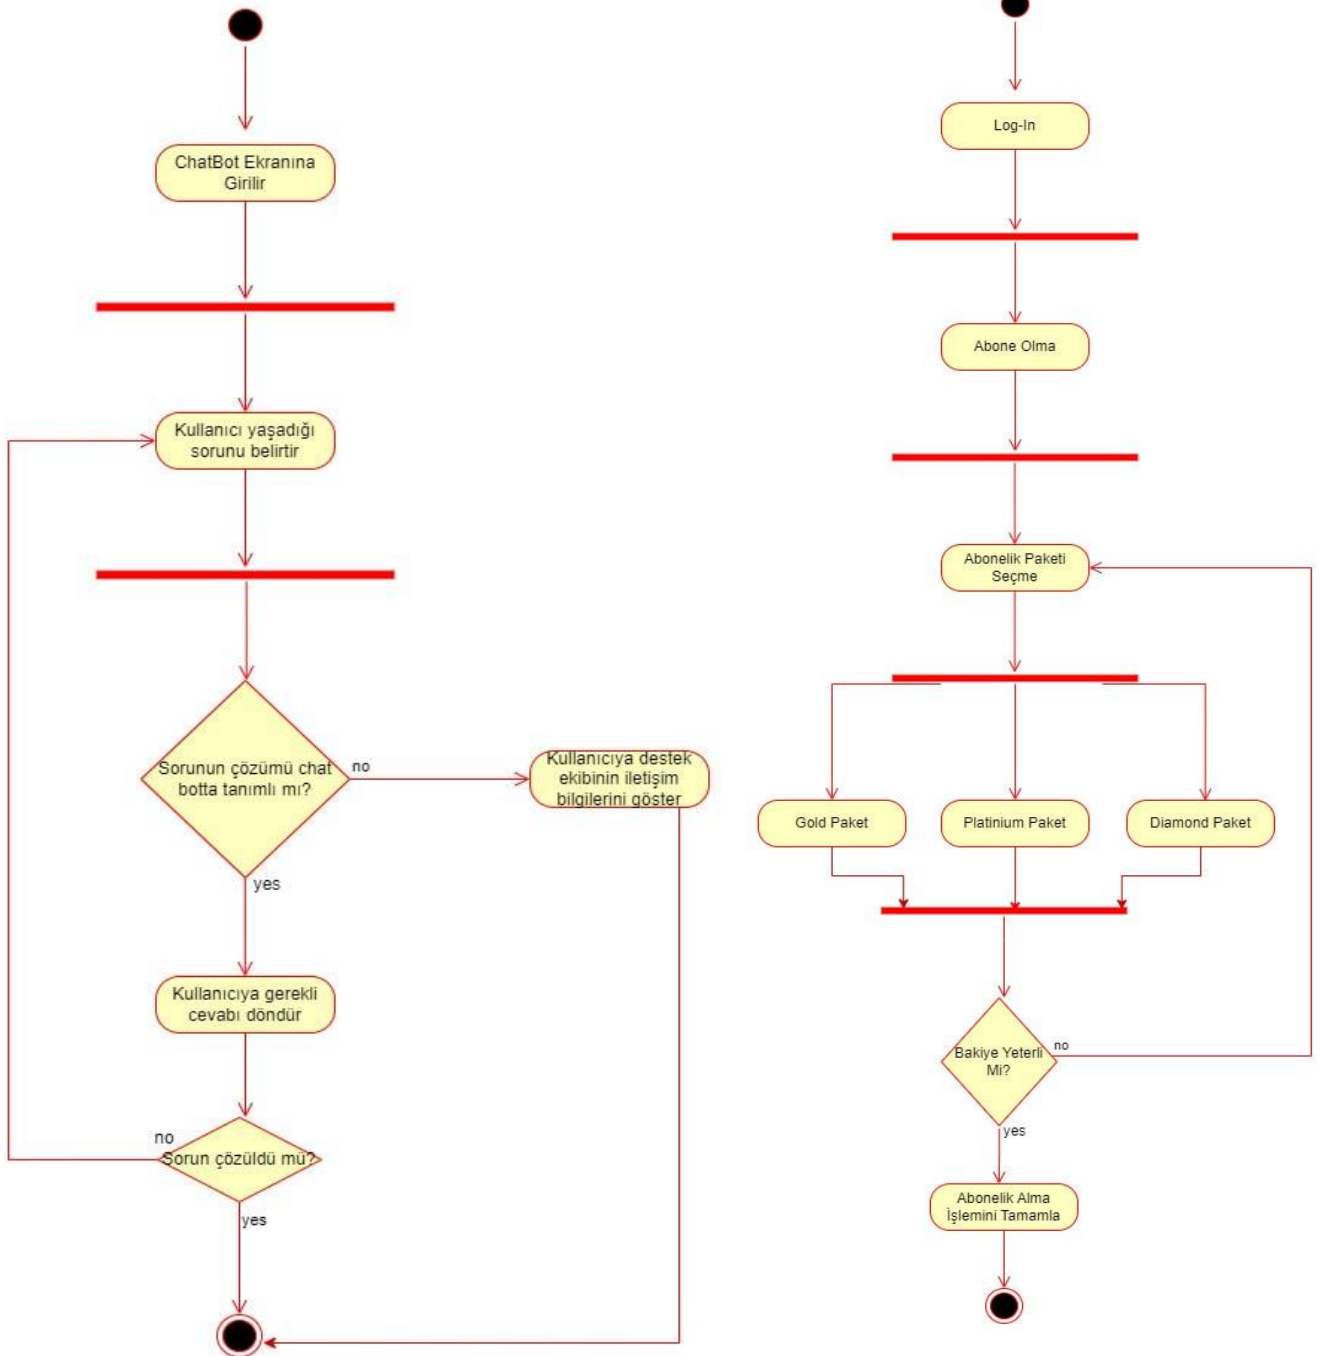 ChatBot Ekranına
Girilir
Kullanıcı yaşadığı
sorunu belirtir
Sorunun çözümü chat
botta tanımlı mı?
no
Kullanıcıya destek
ekibinin iletişim
bilgilerini göster
yes
Kullanıcıya gerekli
cevabı döndür
no
Sorun çözüldü mü?
yes
Log-In
Abone Olma
Abonelik Paketi
Seçme
Gold Paket
Platinium Paket
Diamond Paket
Bakiye Yeterli
Mi?
no
yes
Abonelik Alma
İşlemini Tamamla